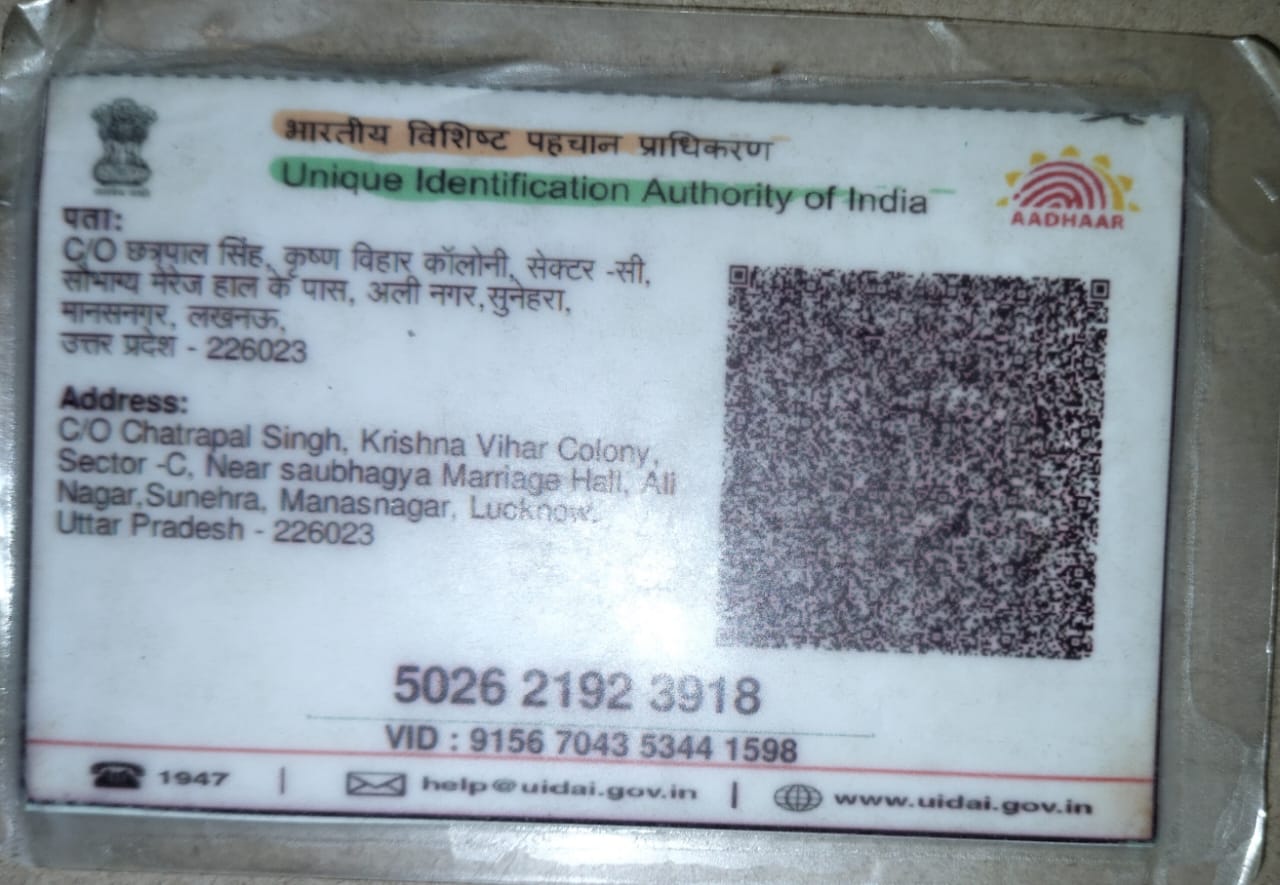 भारतीय विशिष्ट पहचान प्राधिकरण
Unique Identification Authority of India
AADHAAR
पता:
C/O छत्रपाल सिंह, कृष्ण विहार कॉलोनी, सेक्टर -सी,
सोभाग्य मेरेज हाल के पास, अली नगर,सुनेहरा,
मानसनगर, लखनऊ,
उत्तर प्रदेश - 226023
Address:
C/O Chatrapal Singh, Krishna Vihar Colony,
Sector -C, Near saubhagya Marriage Hall, Ali
Nagar,Sunehra, Manasnagar, Lucknow,
Uttar Pradesh - 226023
5026 2192 3918
VID : 9156 7043 5344 1598
1947 | help@uidai.gov.in | www.uidai.gov.in